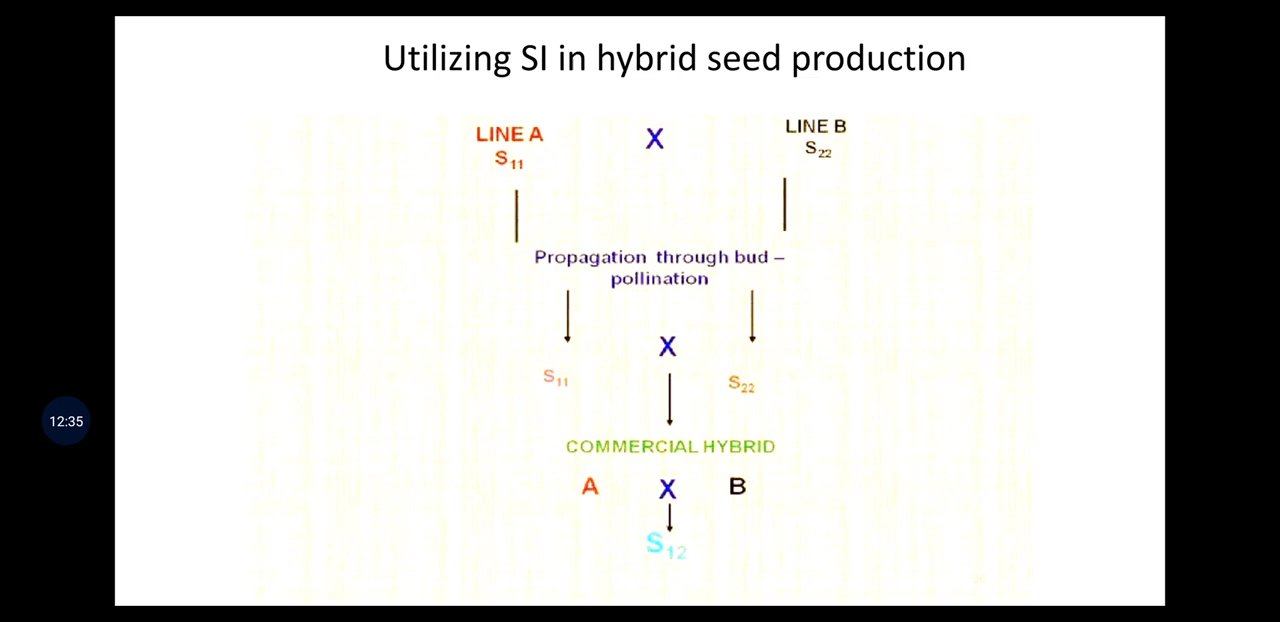 Utilizing SI in hybrid seed production
LINE A X LINE B
S11 S22
Propagation through bud –
pollination
X
S11 S22
COMMERCIAL HYBRID
A X B
S12
12:35